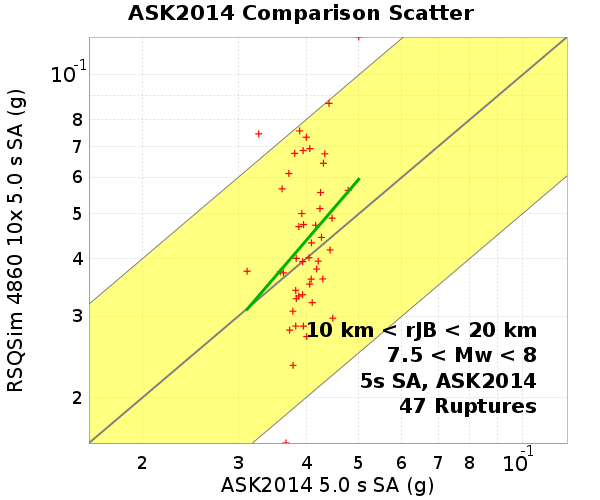 ASK2014 Comparison Scatter
RSQSim 4860 10x 5.0 s SA (g)
10-1
8
7
6
5
4
3
2
10 km < rJB < 20 km
7.5 < Mw < 8
5s SA, ASK2014
47 Ruptures
2 3 4 5 6 7 8 10-1
ASK2014 5.0 s SA (g)